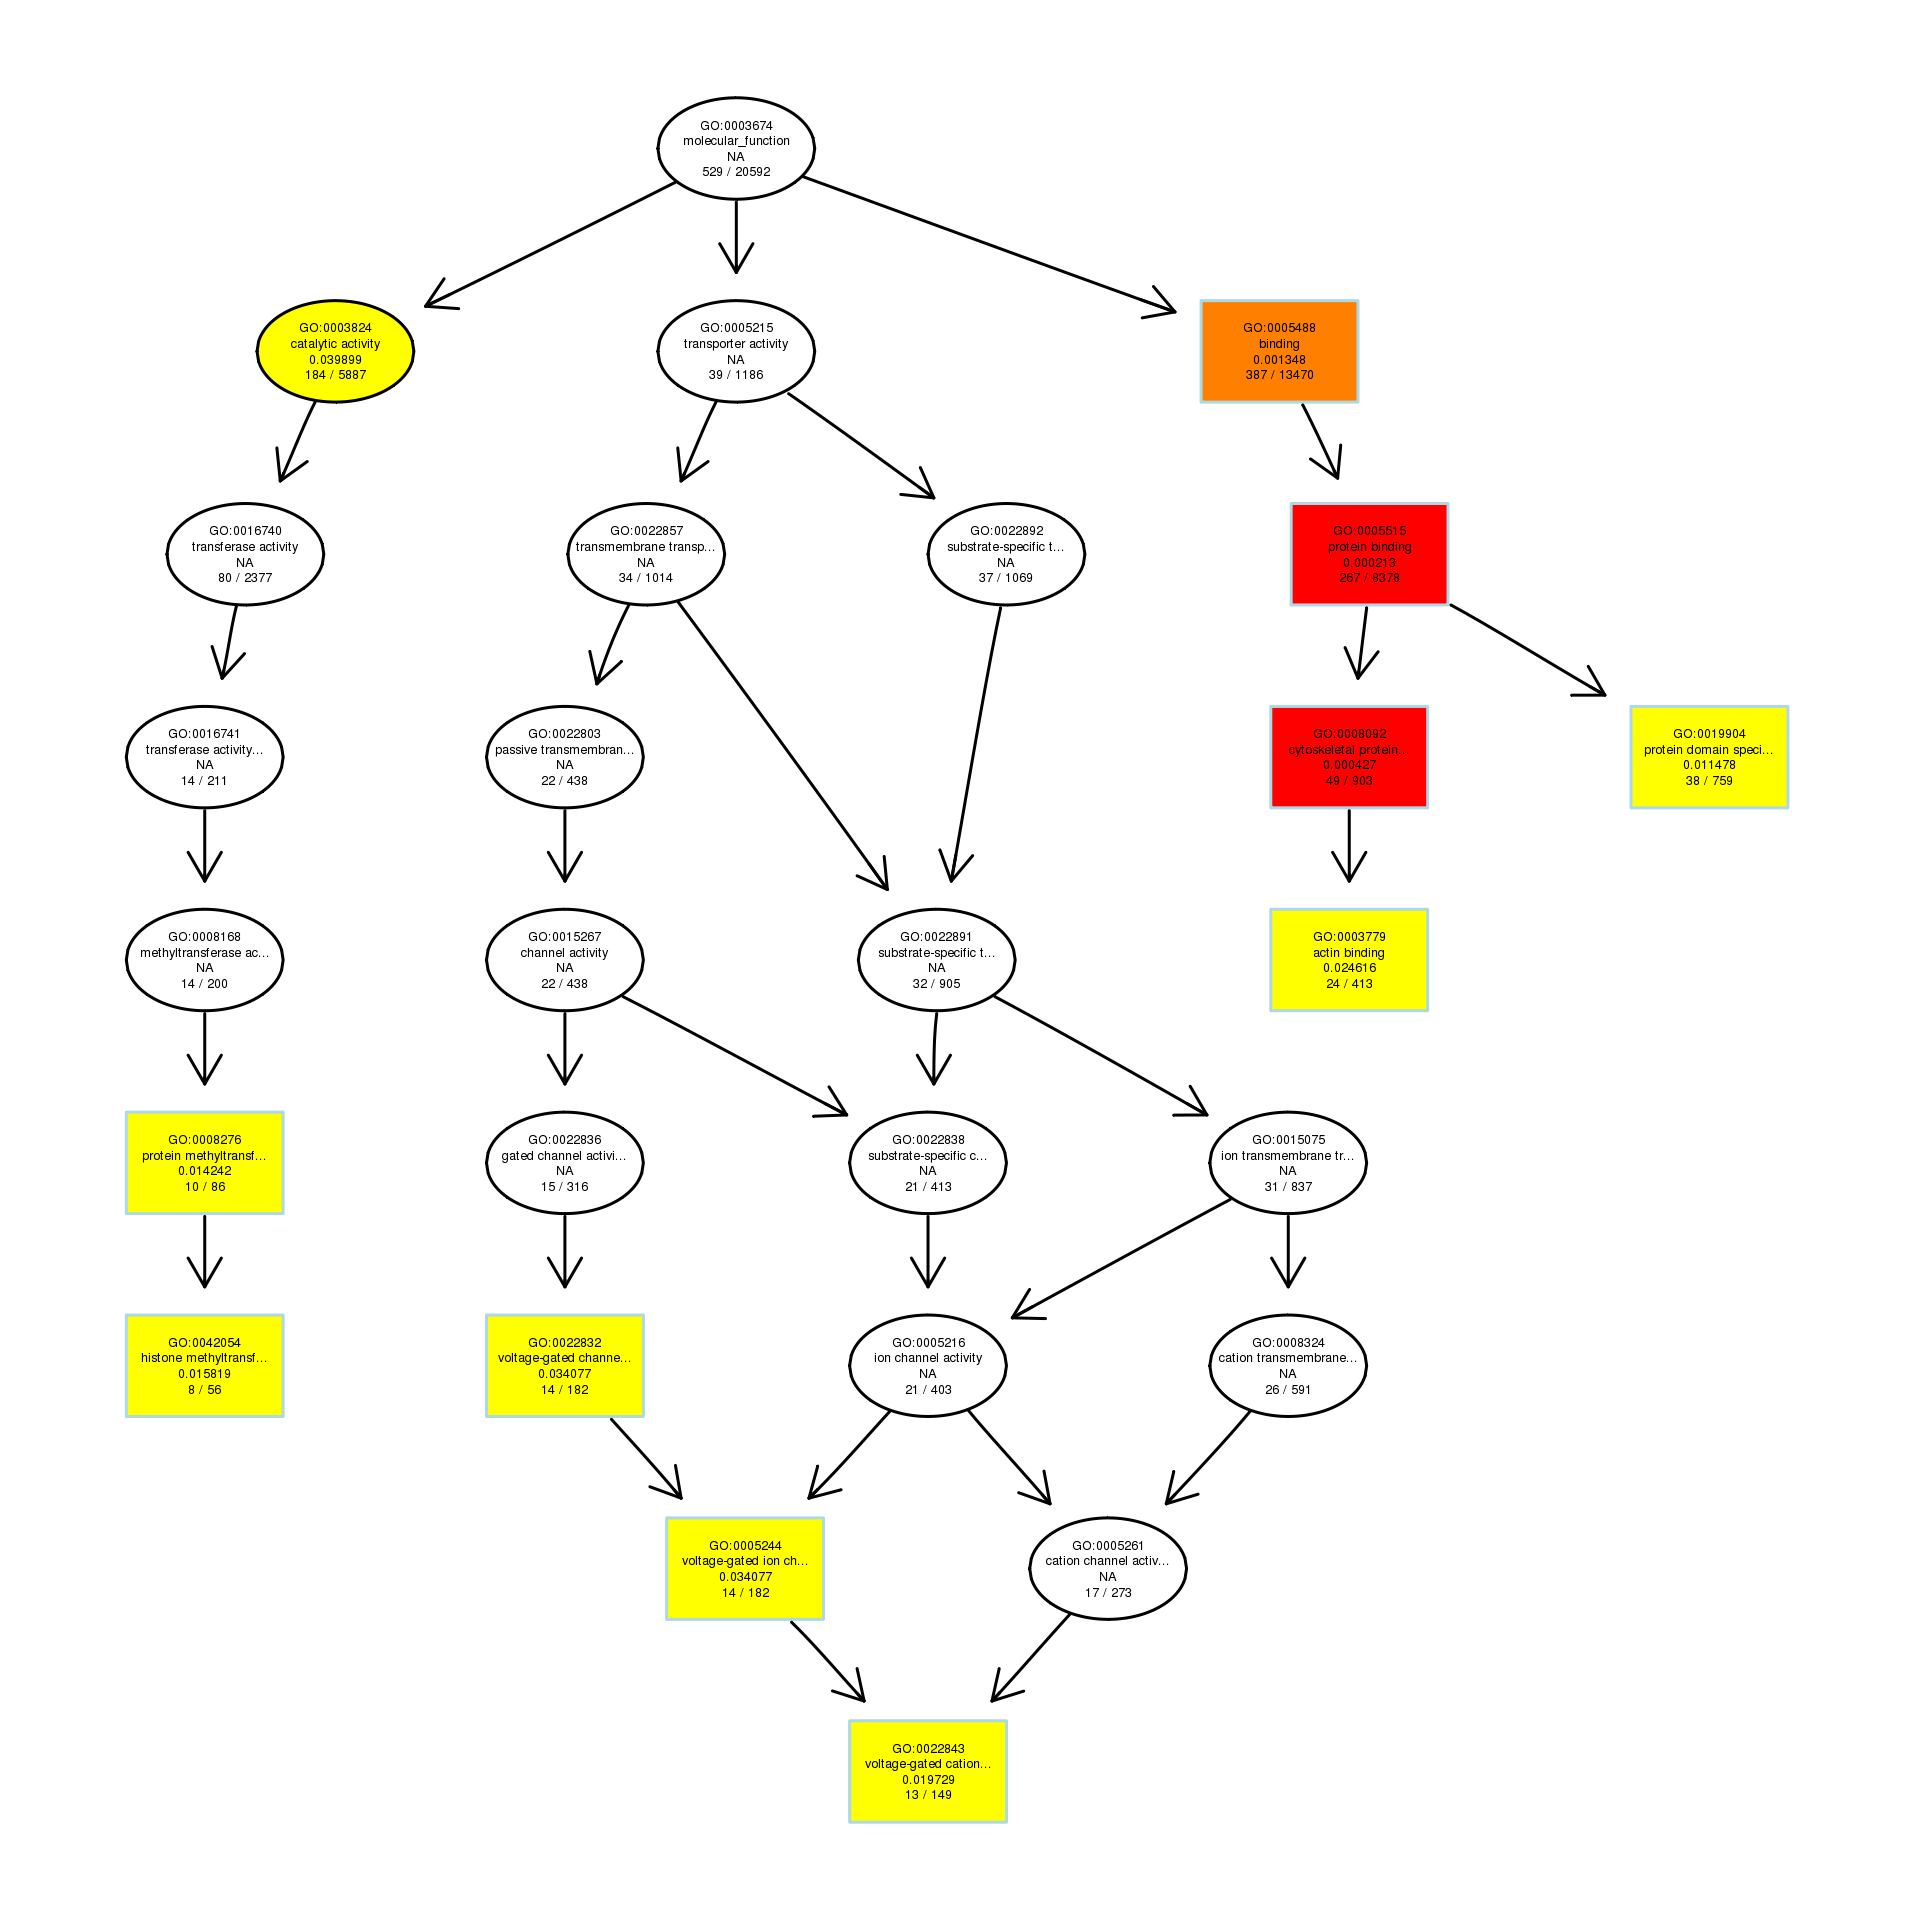 GO:0003674
molecular_function
NA
529 / 20592
GO:0003824
catalytic activity
0.039899
184 / 5887
GO:0005215
transporter activity
NA
39 / 1186
GO:0005488
binding
0.001348
387 / 13470
GO:0016740
transferase activity
NA
80 / 2377
GO:0022857
transmembrane transp...
NA
34 / 1014
GO:0022892
substrate-specific t...
NA
37 / 1069
GO:0005515
protein binding
0.000213
267 / 8378
GO:0016741
transferase activity...
NA
14 / 211
GO:0022803
passive transmembran...
NA
22 / 438
GO:0008092
cytoskeletal protein...
0.000427
49 / 903
GO:0019904
protein domain speci...
0.011478
38 / 759
GO:0008168
methyltransferase ac...
NA
14 / 200
GO:0015267
channel activity
NA
22 / 438
GO:0022891
substrate-specific t...
NA
32 / 905
GO:0003779
actin binding
0.024616
24 / 413
GO:0008276
protein methyltransf...
0.014242
10 / 86
GO:0022836
gated channel activi...
NA
15 / 316
GO:0022838
substrate-specific c...
NA
21 / 413
GO:0015075
ion transmembrane tr...
NA
31 / 837
GO:0042054
histone methyltransf...
0.015819
8 / 56
GO:0022832
voltage-gated channe...
0.034077
14 / 182
GO:0005216
ion channel activity
NA
21 / 403
GO:0008324
cation transmembrane...
NA
26 / 591
GO:0005244
voltage-gated ion ch...
0.034077
14 / 182
GO:0005261
cation channel activ...
NA
17 / 273
GO:0022843
voltage-gated cation...
0.019729
13 / 149